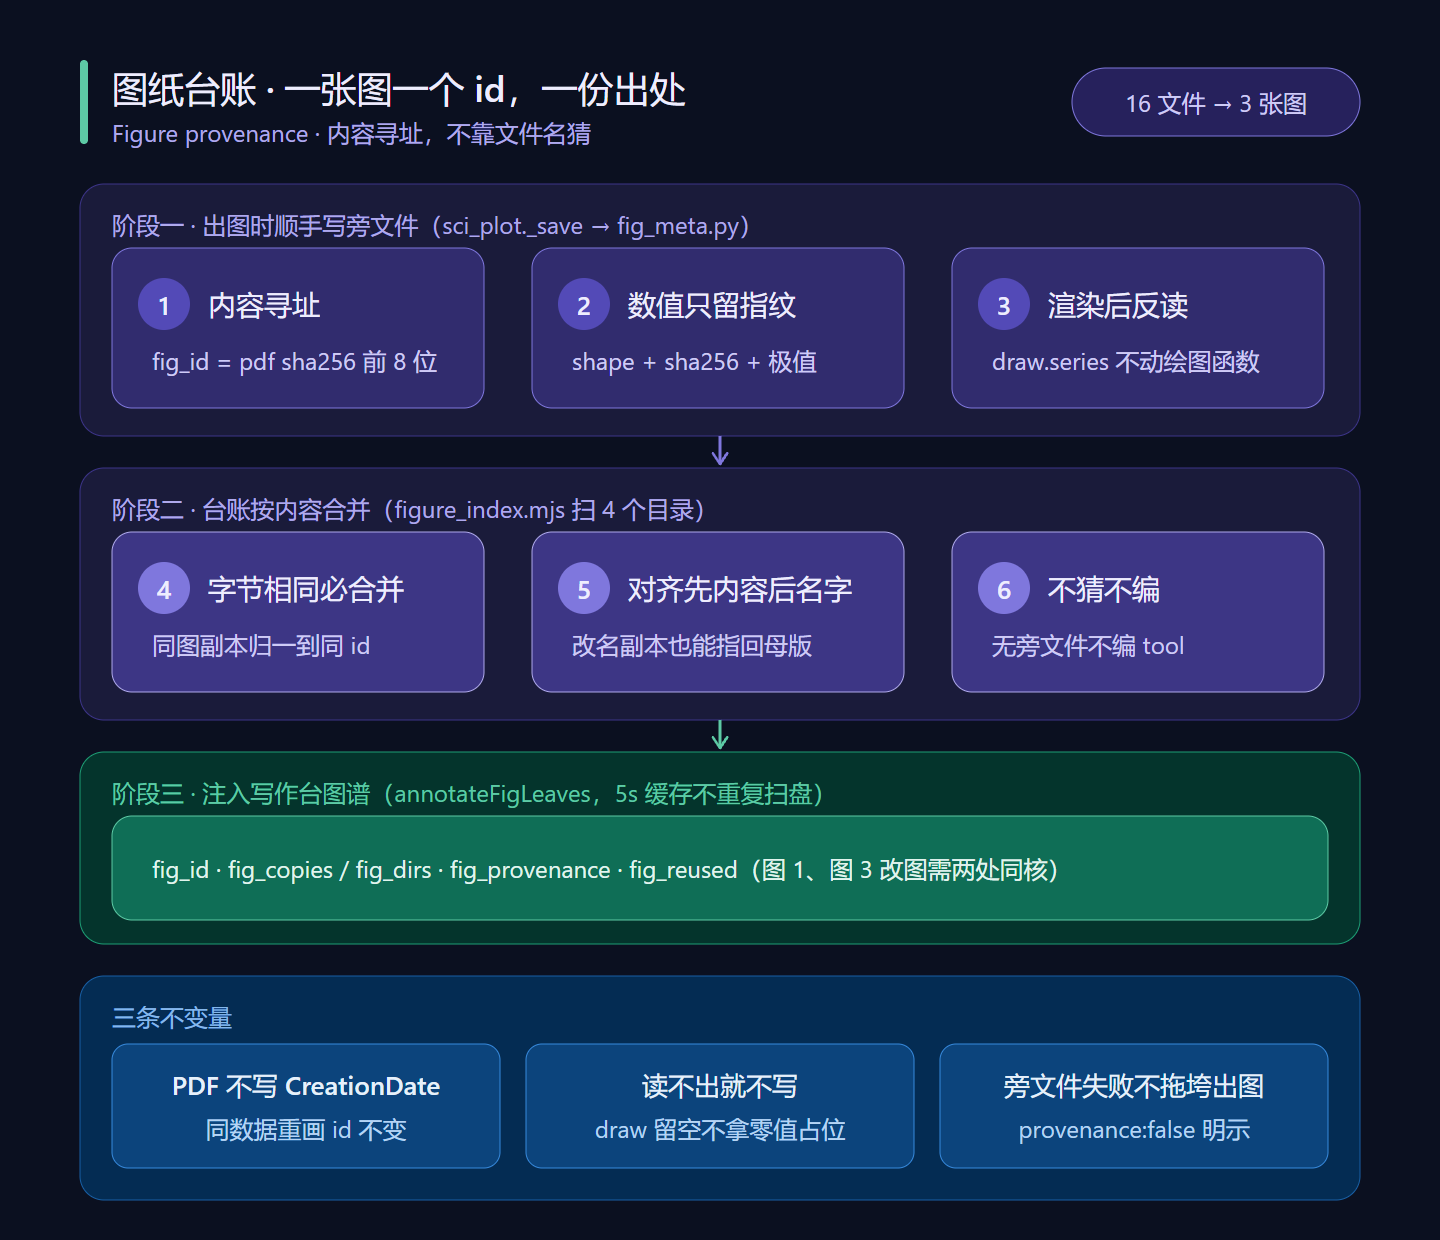 图纸台账 · 一张图一个 id，一份出处
Figure provenance · 内容寻址，不靠文件名猜
16 文件 → 3 张图
阶段一 · 出图时顺手写旁文件（sci_plot._save → fig_meta.py）
1 内容寻址
fig_id = pdf sha256 前 8 位
2 数值只留指纹
shape + sha256 + 极值
3 渲染后反读
draw.series 不动绘图函数
阶段二 · 台账按内容合并（figure_index.mjs 扫 4 个目录）
4 字节相同必合并
同图副本归一到同 id
5 对齐先内容后名字
改名副本也能指回母版
6 不猜不编
无旁文件不编 tool
阶段三 · 注入写作台图谱（annotateFigLeaves，5s 缓存不重复扫盘）
fig_id · fig_copies / fig_dirs · fig_provenance · fig_reused（图 1、图 3 改图需两处同核）
三条不变量
PDF 不写 CreationDate
同数据重画 id 不变
读不出就不写
draw 留空不拿零值占位
旁文件失败不拖垮出图
provenance:false 明示